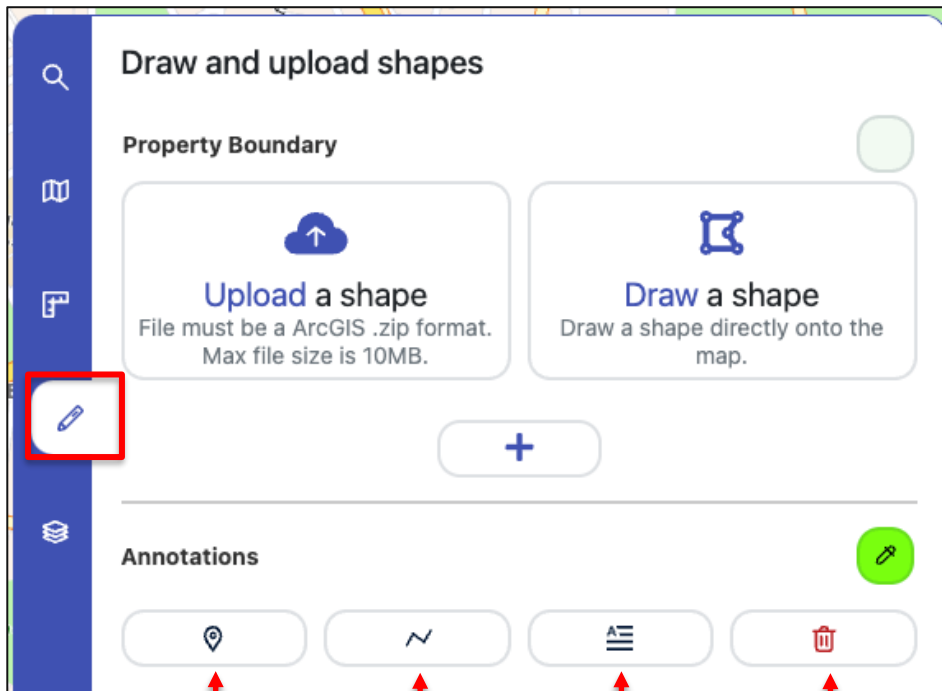 Draw and upload shapes
Property Boundary
Upload a shape
File must be a ArcGIS .zip format.
Max file size is 10MB.
Draw a shape
Draw a shape directly onto the
map.
Annotations